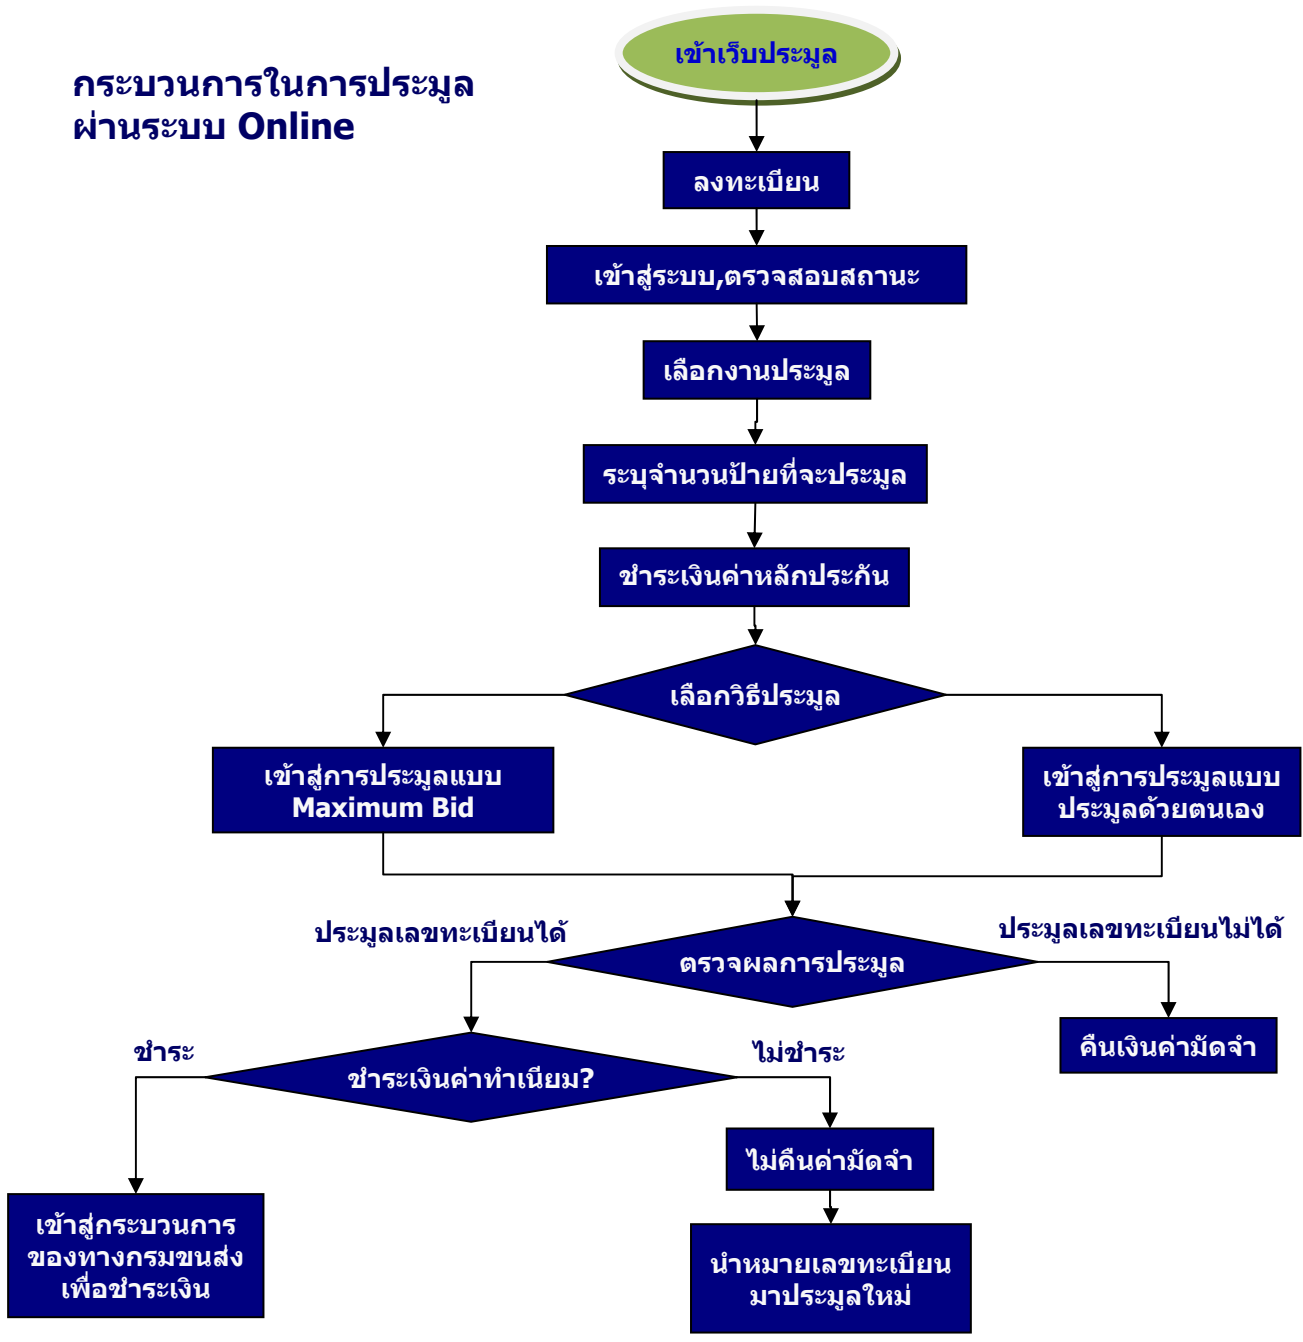 กระบวนการในการประมูล
ผ่านระบบ Online
เข้าเว็บประมูล
ลงทะเบียน
เข้าสู่ระบบ,ตรวจสอบสถานะ
เลือกงานประมูล
ระบุจำนวนป้ายที่จะประมูล
ชำระเงินค่าหลักประกัน
เลือกวิธีประมูล
เข้าสู่การประมูลแบบ
Maximum Bid
เข้าสู่การประมูลแบบ
ประมูลด้วยตนเอง
ประมูลเลขทะเบียนได้
ประมูลเลขทะเบียนไม่ได้
ตรวจผลการประมูล
คืนเงินค่ามัดจำ
ชำระ
ไม่ชำระ
ชำระเงินค่าทำเนียม?
ไม่คืนค่ามัดจำ
เข้าสู่กระบวนการ
ของทางกรมขนส่ง
เพื่อชำระเงิน
นำหมายเลขทะเบียน
มาประมูลใหม่